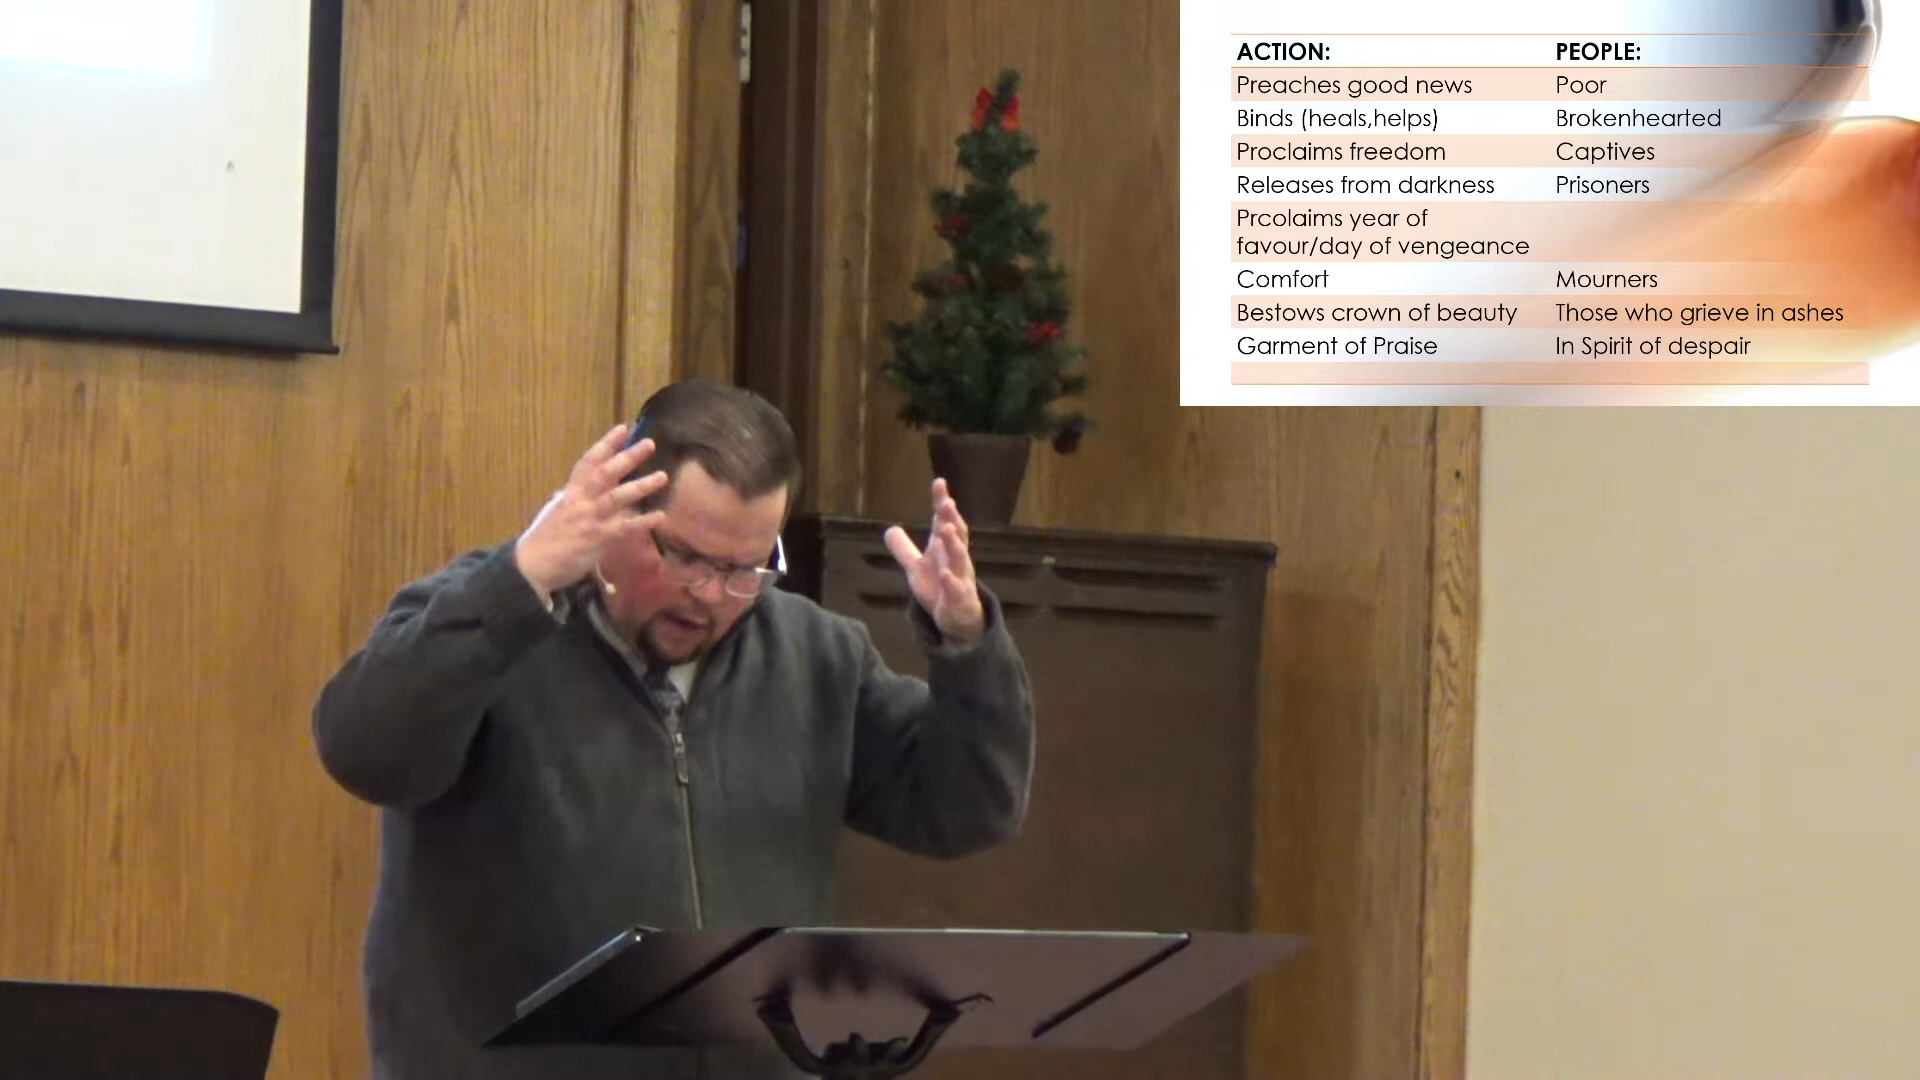 ACTION: PEOPLE:
Preaches good news Poor
Binds (heals,helps) Brokenhearted
Proclaims freedom Captives
Releases from darkness Prisoners
Prcolaims year of
favour/day of vengeance
Comfort Mourners
Bestows crown of beauty Those who grieve in ashes
Garment of Praise In Spirit of despair